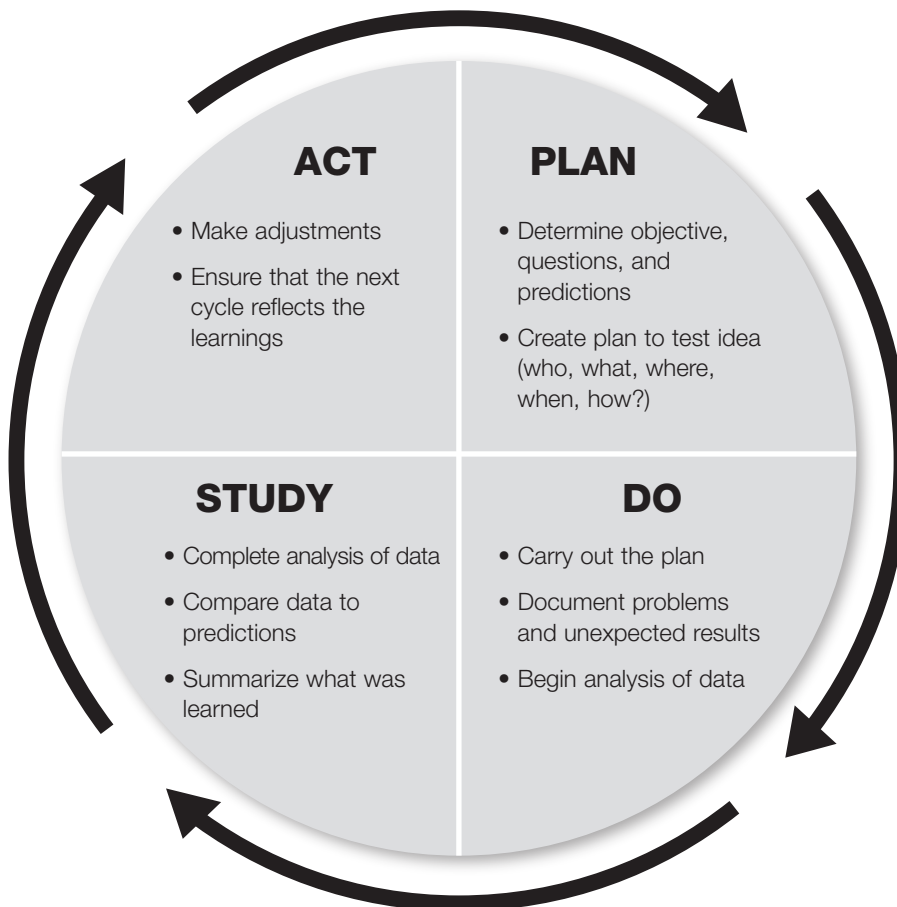 ACT
• Make adjustments
• Ensure that the next
cycle reflects the
learnings
PLAN
• Determine objective,
questions, and
predictions
• Create plan to test idea
(who, what, where,
when, how?)
STUDY
• Complete analysis of data
• Compare data to
predictions
• Summarize what was
learned
DO
• Carry out the plan
• Document problems
and unexpected results
• Begin analysis of data